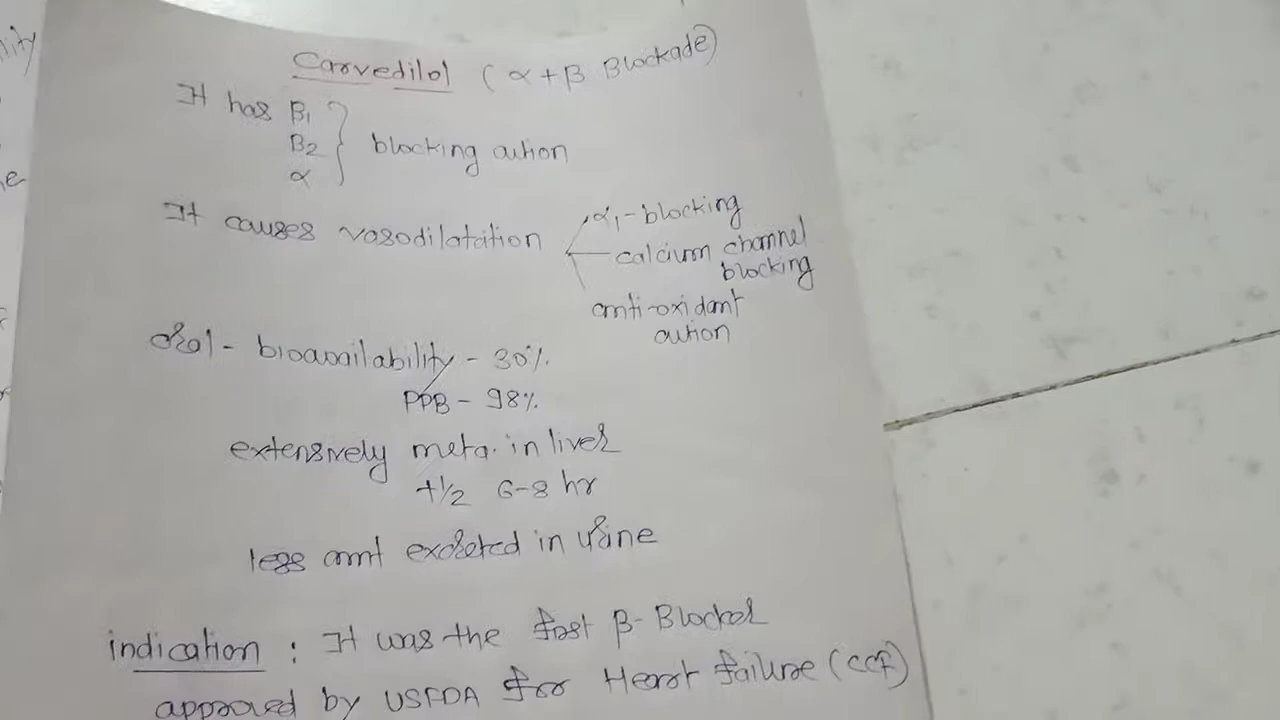 lity
Carvedilol (α+β Blockade)
It has β1
β2 } blocking action
α
It causes vasodilatation
α1-blocking
calcium channel
blocking
anti-oxidant
action
Oral - bioavailability - 30%.
PPB - 98%.
extensively meta. in liver
t1/2 6-8 hr
less amt excreted in urine
indication : It was the first β-Blocker
approved by USFDA for Heart failure (CCF)